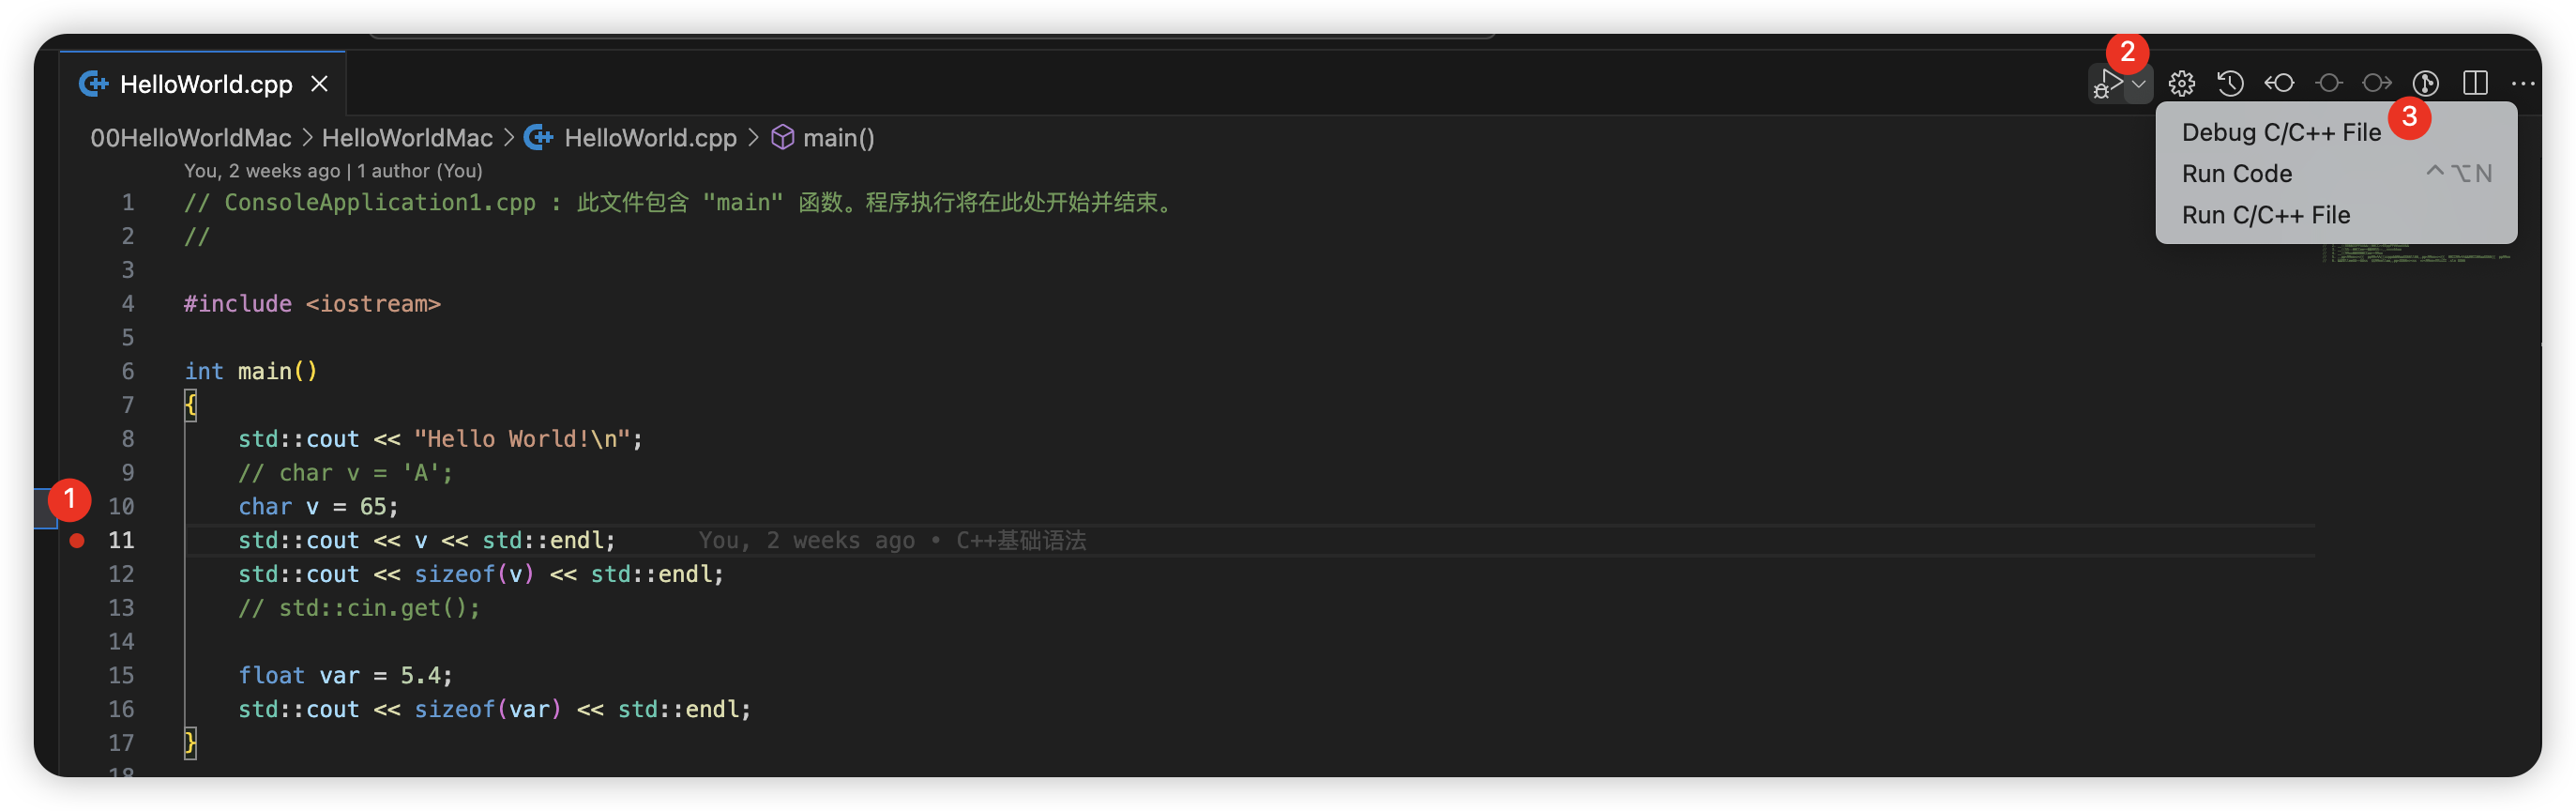 2
HelloWorld.cpp
3
00HelloWorldMac > HelloWorldMac > HelloWorld.cpp > main()
Debug C/C++ File
Run Code ^⌥N
Run C/C++ File
You, 2 weeks ago | 1 author (You)
1 // ConsoleApplication1.cpp : 此文件包含 "main" 函数。程序执行将在此处开始并结束。
2 //
3
4 #include <iostream>
5
6 int main()
7 {
8 std::cout << "Hello World!\n";
9 // char v = 'A';
1
10 char v = 65;
11 std::cout << v << std::endl; You, 2 weeks ago • C++基础语法
12 std::cout << sizeof(v) << std::endl;
13 // std::cin.get();
14
15 float var = 5.4;
16 std::cout << sizeof(var) << std::endl;
17 }
18